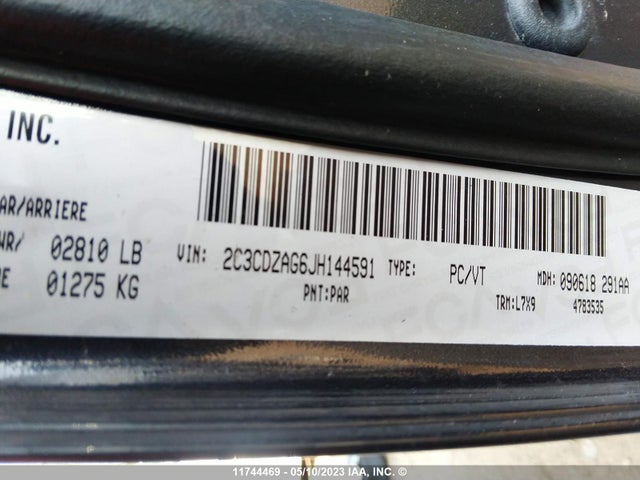 INC.
AR/ARRIERE
WR/ 02810 LB
DE 01275 KG
VIN: 2C3CDZAG6JH144591 TYPE: PC/VT MDH: 090618 291AA
PNT:PAR TRM:L7X9 4783535
11744469 - 05/10/2023 IAA, INC. ©